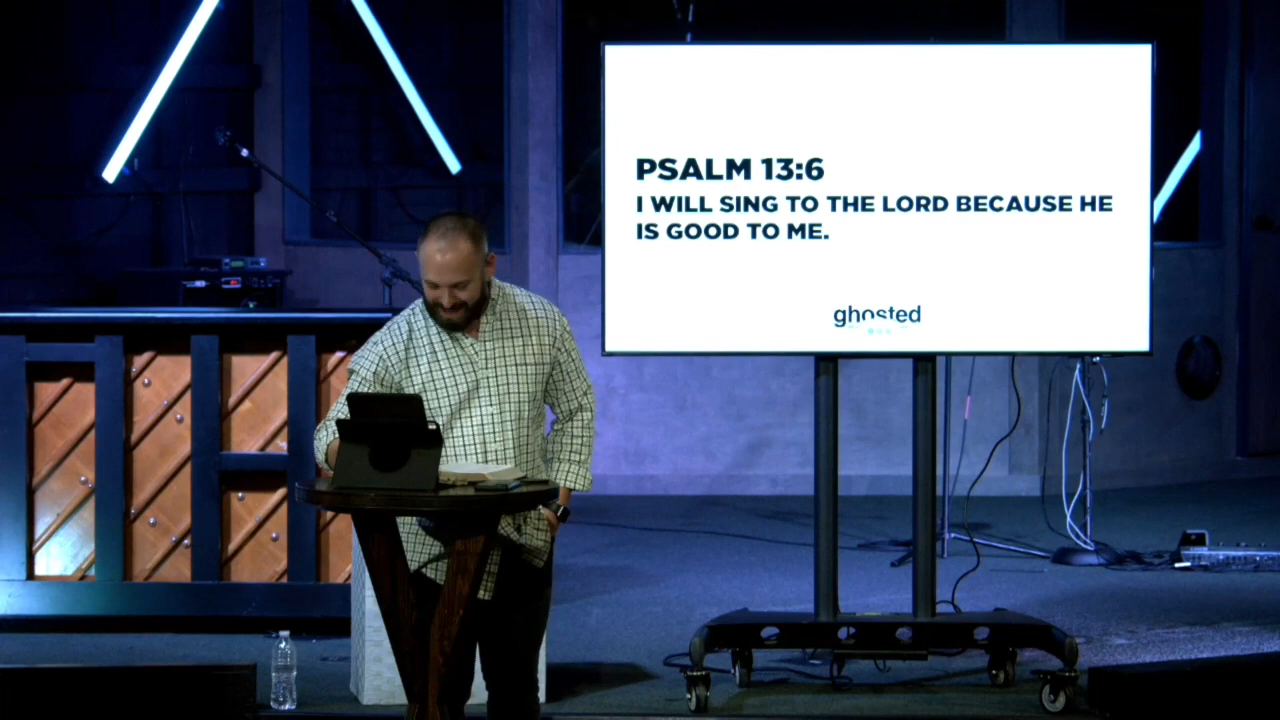 PSALM 13:6
I WILL SING TO THE LORD BECAUSE HE
IS GOOD TO ME.
ghosted